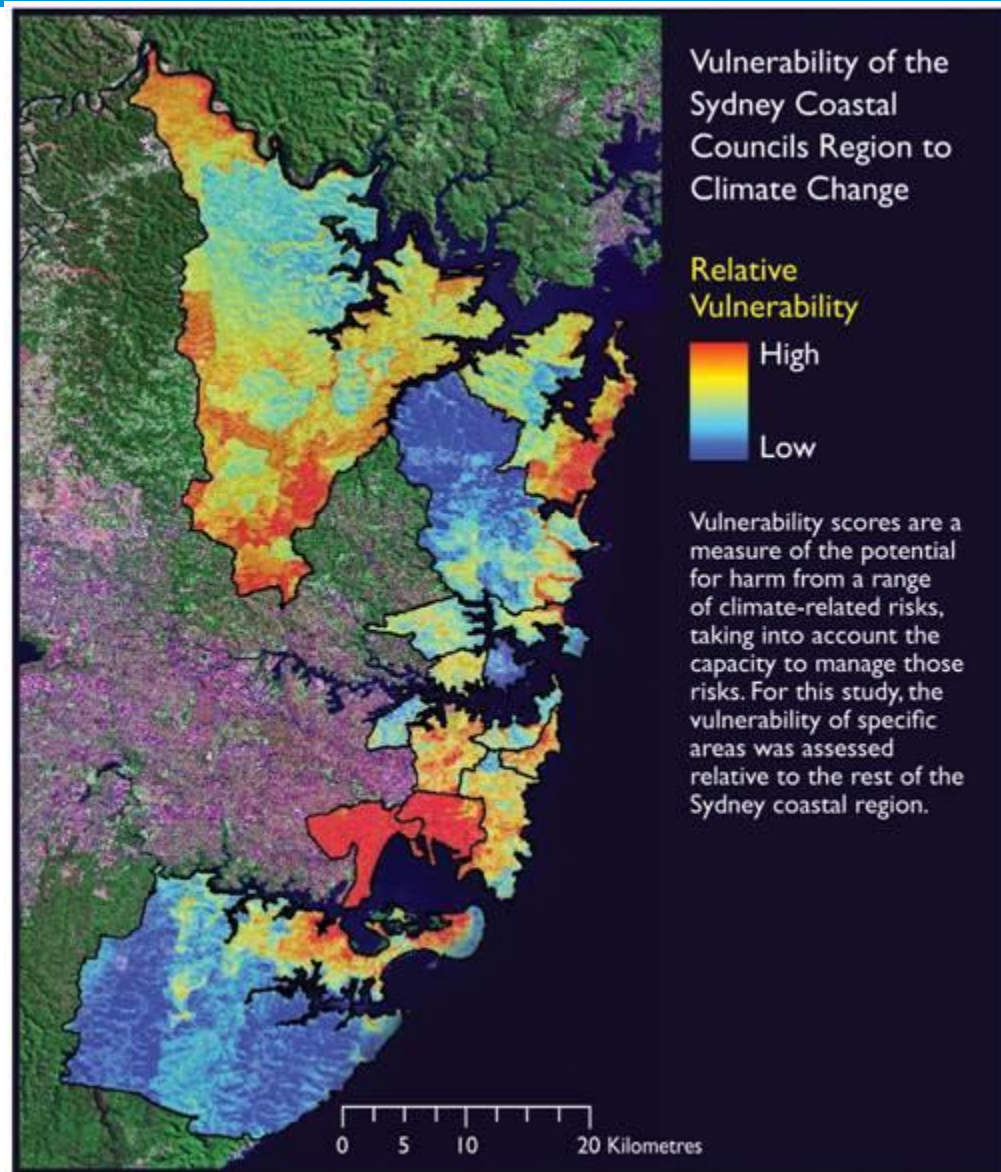 Vulnerability of the
Sydney Coastal
Councils Region to
Climate Change
Relative
Vulnerability
High
Low
Vulnerability scores are a
measure of the potential
for harm from a range
of climate-related risks,
taking into account the
capacity to manage those
risks. For this study, the
vulnerability of specific
areas was assessed
relative to the rest of the
Sydney coastal region.
0 5 10 20 Kilometres